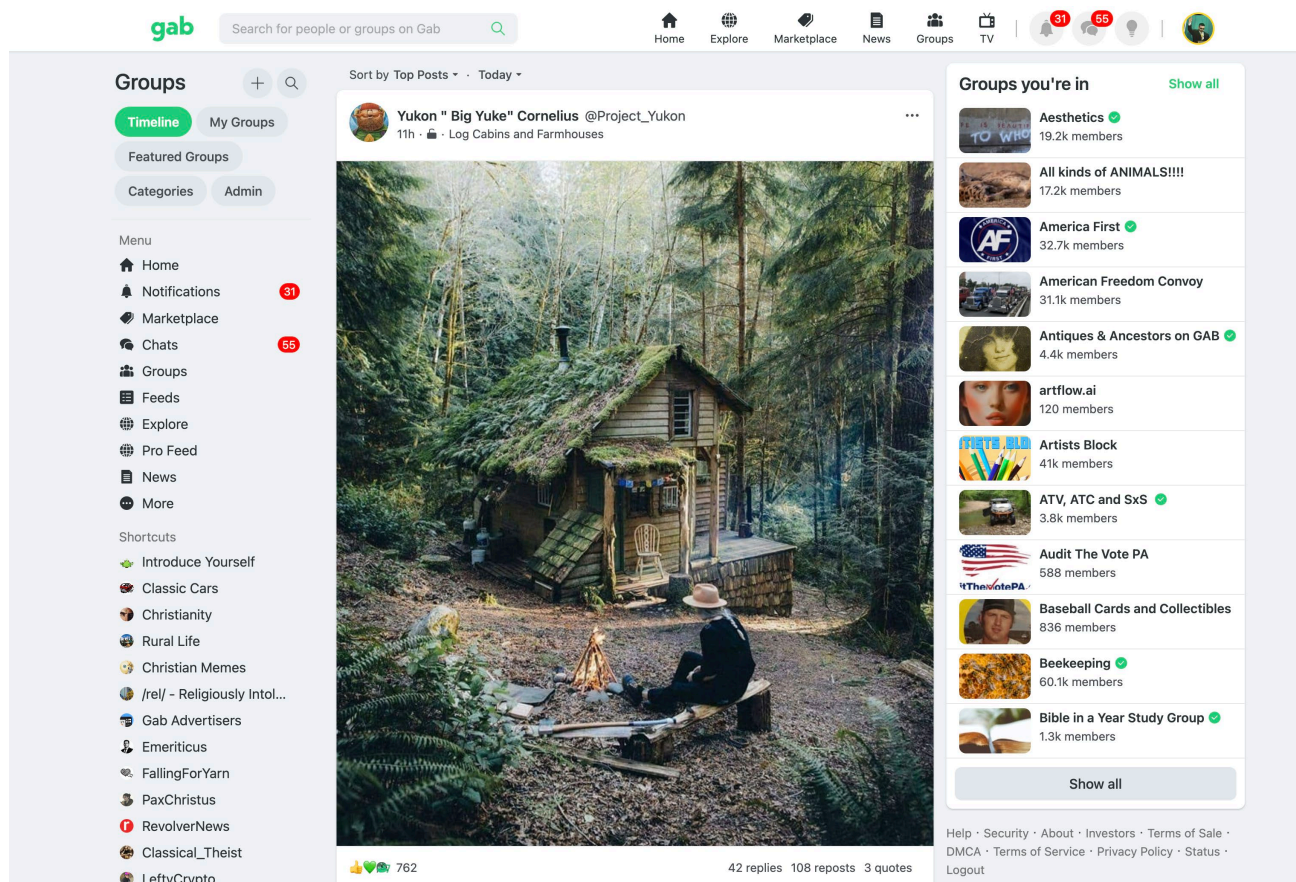 gab
Search for people or groups on Gab
Home
Explore
Marketplace
News
Groups
TV
31
55
Groups
Timeline
My Groups
Featured Groups
Categories
Admin
Menu
Home
Notifications
31
Marketplace
Chats
55
Groups
Feeds
Explore
Pro Feed
News
More
Shortcuts
Introduce Yourself
Classic Cars
Christianity
Rural Life
Christian Memes
/rel/ - Religiously Intol...
Gab Advertisers
Emeriticus
FallingForYarn
PaxChristus
RevolverNews
Classical_Theist
LeftyCrypto
Sort by Top Posts · Today
Yukon " Big Yuke" Cornelius @Project_Yukon
11h · · Log Cabins and Farmhouses
762
42 replies 108 reposts 3 quotes
Groups you're in
Show all
Aesthetics
19.2k members
TO WHO
All kinds of ANIMALS!!!!
17.2k members
America First
32.7k members
AMERICA
AF
FIRST
American Freedom Convoy
31.1k members
Antiques & Ancestors on GAB
4.4k members
artflow.ai
120 members
Artists Block
41k members
TISTS BLO
ATV, ATC and SxS
3.8k members
Audit The Vote PA
588 members
itTheVotePA.
Baseball Cards and Collectibles
836 members
Beekeeping
60.1k members
Bible in a Year Study Group
1.3k members
Show all
Help · Security · About · Investors · Terms of Sale ·
DMCA · Terms of Service · Privacy Policy · Status ·
Logout